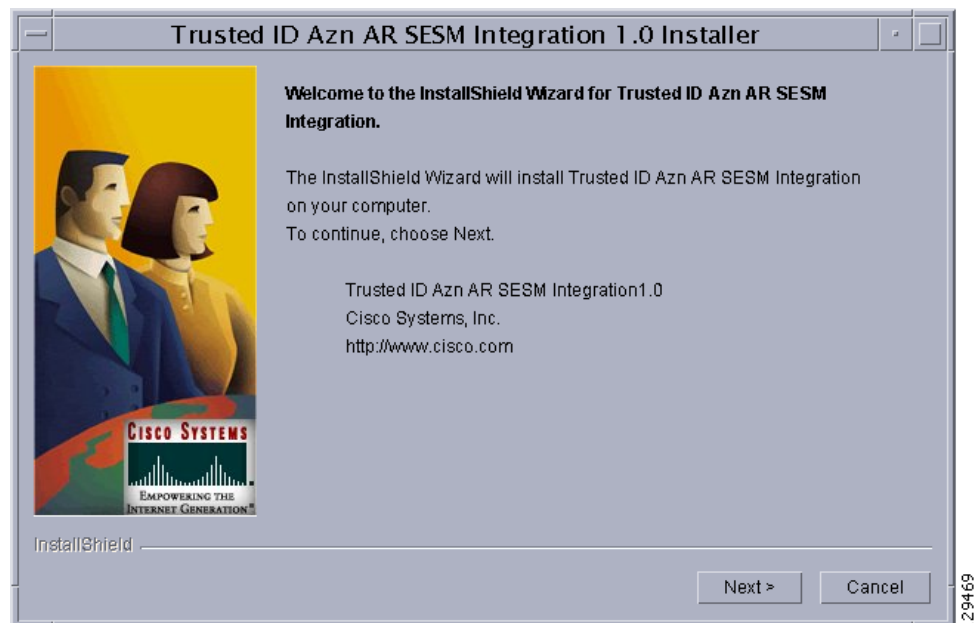 Trusted ID Azn AR SESM Integration 1.0 Installer
Welcome to the InstallShield Wizard for Trusted ID Azn AR SESM
Integration.
The InstallShield Wizard will install Trusted ID Azn AR SESM Integration
on your computer.
To continue, choose Next.
Trusted ID Azn AR SESM Integration1.0
Cisco Systems, Inc.
http://www.cisco.com
CISCO SYSTEMS
EMPOWERING THE
INTERNET GENERATION
InstallShield
Next >
Cancel
29469